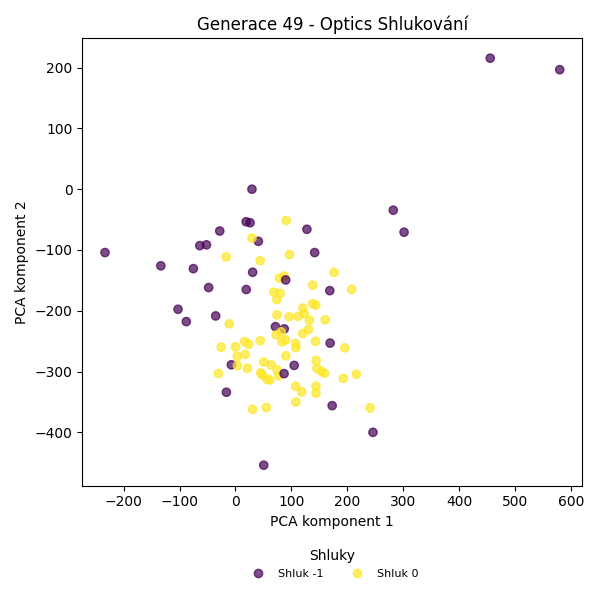 Generace 49 - Optics Shlukování
200
100
0
−100
−200
−300
−400
PCA komponent 2
−200 −100 0 100 200 300 400 500 600
PCA komponent 1
Shluky
Shluk -1 Shluk 0